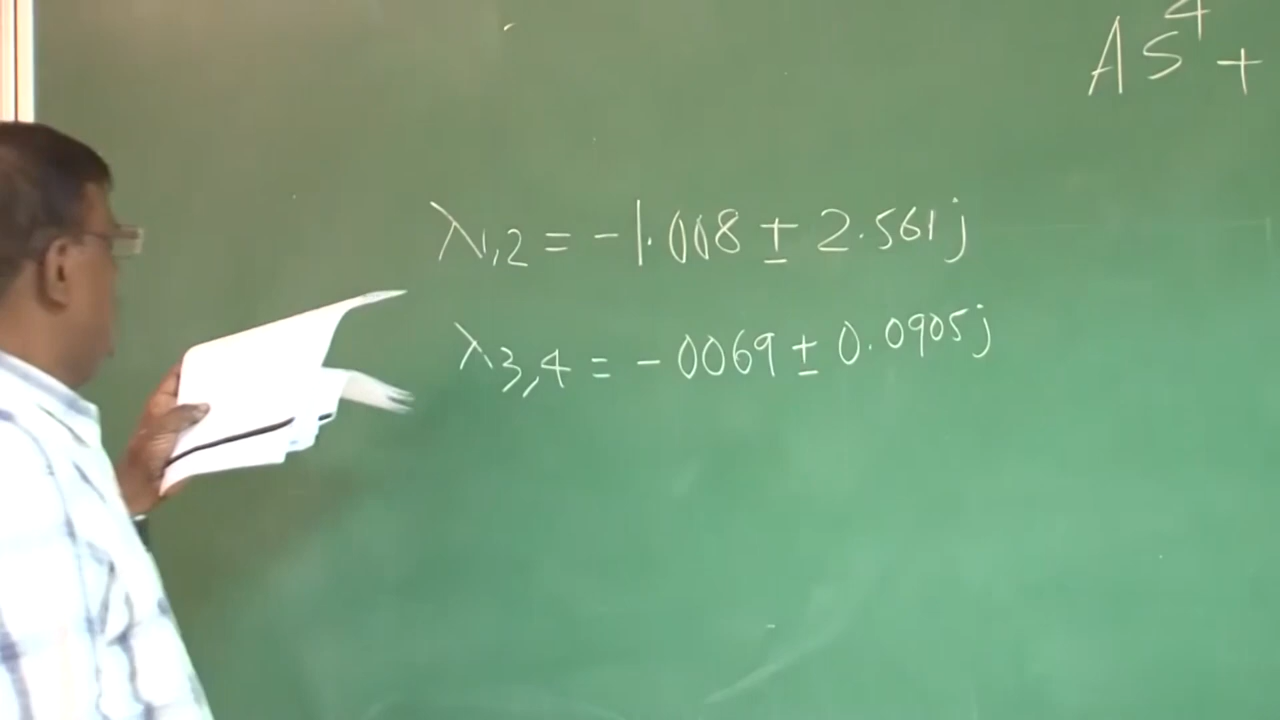 AS⁴ +
λ1,2 = -1.008 ± 2.561j
λ3,4 = -0069 ± 0.0905j